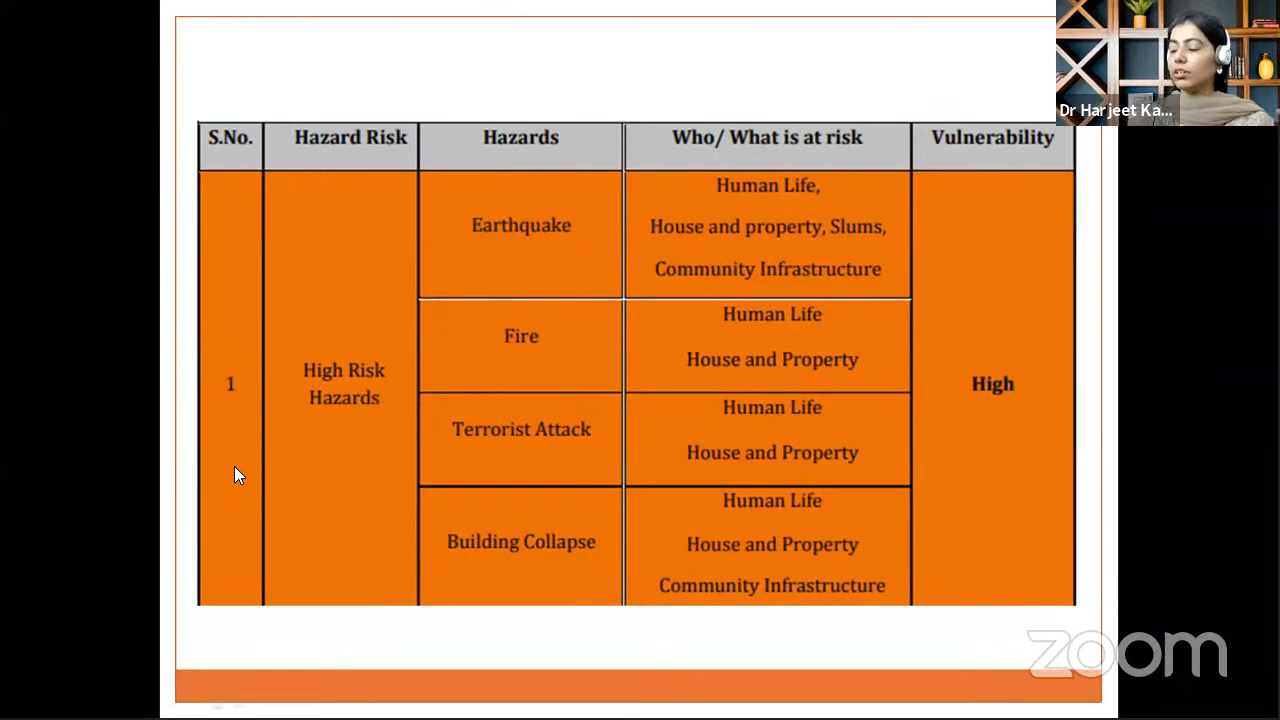 Dr Harjeet Ka...
S.No.
Hazard Risk
Hazards
Who/ What is at risk
Vulnerability
1
High Risk
Hazards
Earthquake
Human Life,
House and property, Slums,
Community Infrastructure
High
Fire
Human Life
House and Property
Terrorist Attack
Human Life
House and Property
Building Collapse
Human Life
House and Property
Community Infrastructure
zoom